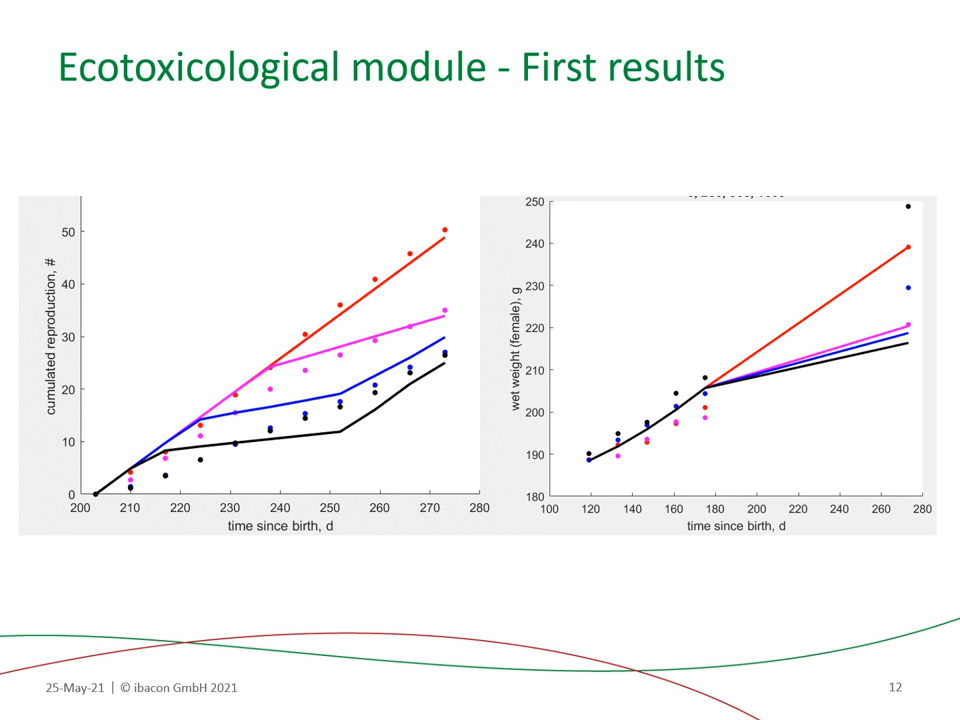 Ecotoxicological module - First results
cumulated reproduction, #
50
40
30
20
10
0
200 210 220 230 240 250 260 270 280
time since birth, d
wet weight (female), g
250
240
230
220
210
200
190
180
100 120 140 160 180 200 220 240 260 280
time since birth, d
25-May-21 | © ibacon GmbH 2021
12